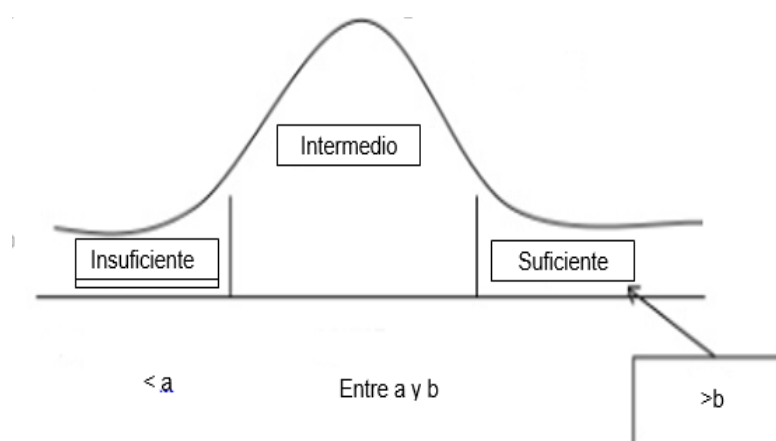 Intermedio
Insuficiente
Suficiente
< a
Entre a y b
>b